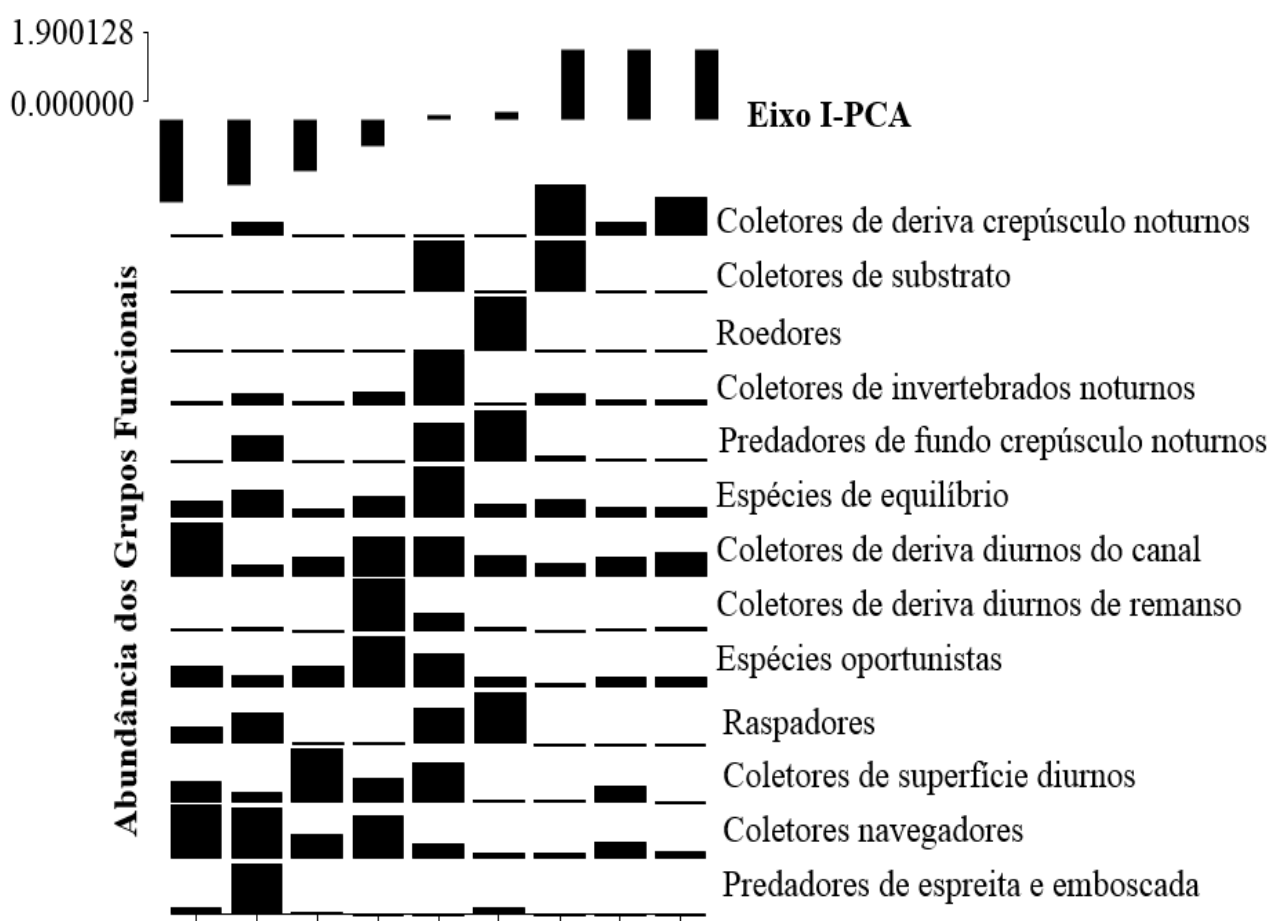 1.900128
0.000000
Eixo I-PCA
Abundância dos Grupos Funcionais
Coletores de deriva crepúsculo noturnos
Coletores de substrato
Roedores
Coletores de invertebrados noturnos
Predadores de fundo crepúsculo noturnos
Espécies de equilíbrio
Coletores de deriva diurnos do canal
Coletores de deriva diurnos de remanso
Espécies oportunistas
Raspadores
Coletores de superfície diurnos
Coletores navegadores
Predadores de espreita e emboscada